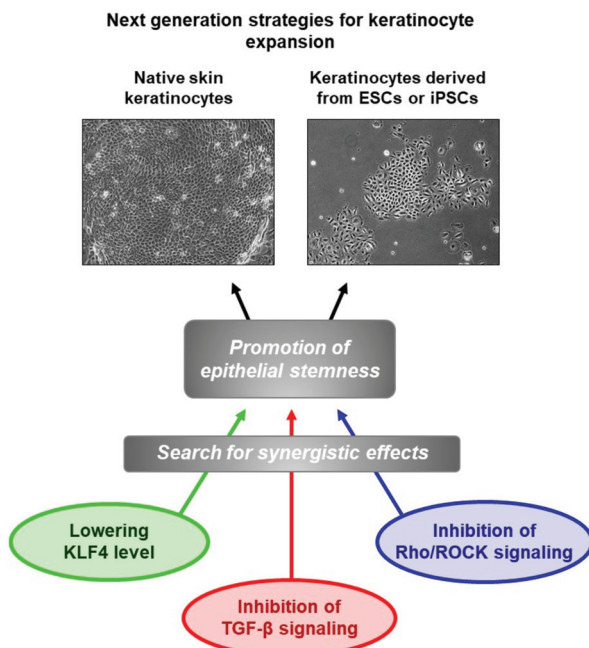 Next generation strategies for keratinocyte
expansion
Native skin
keratinocytes
Keratinocytes derived
from ESCs or iPSCs
Promotion of
epithelial stemness
Search for synergistic effects
Lowering
KLF4 level
Inhibition of
Rho/ROCK signaling
Inhibition of
TGF-β signaling